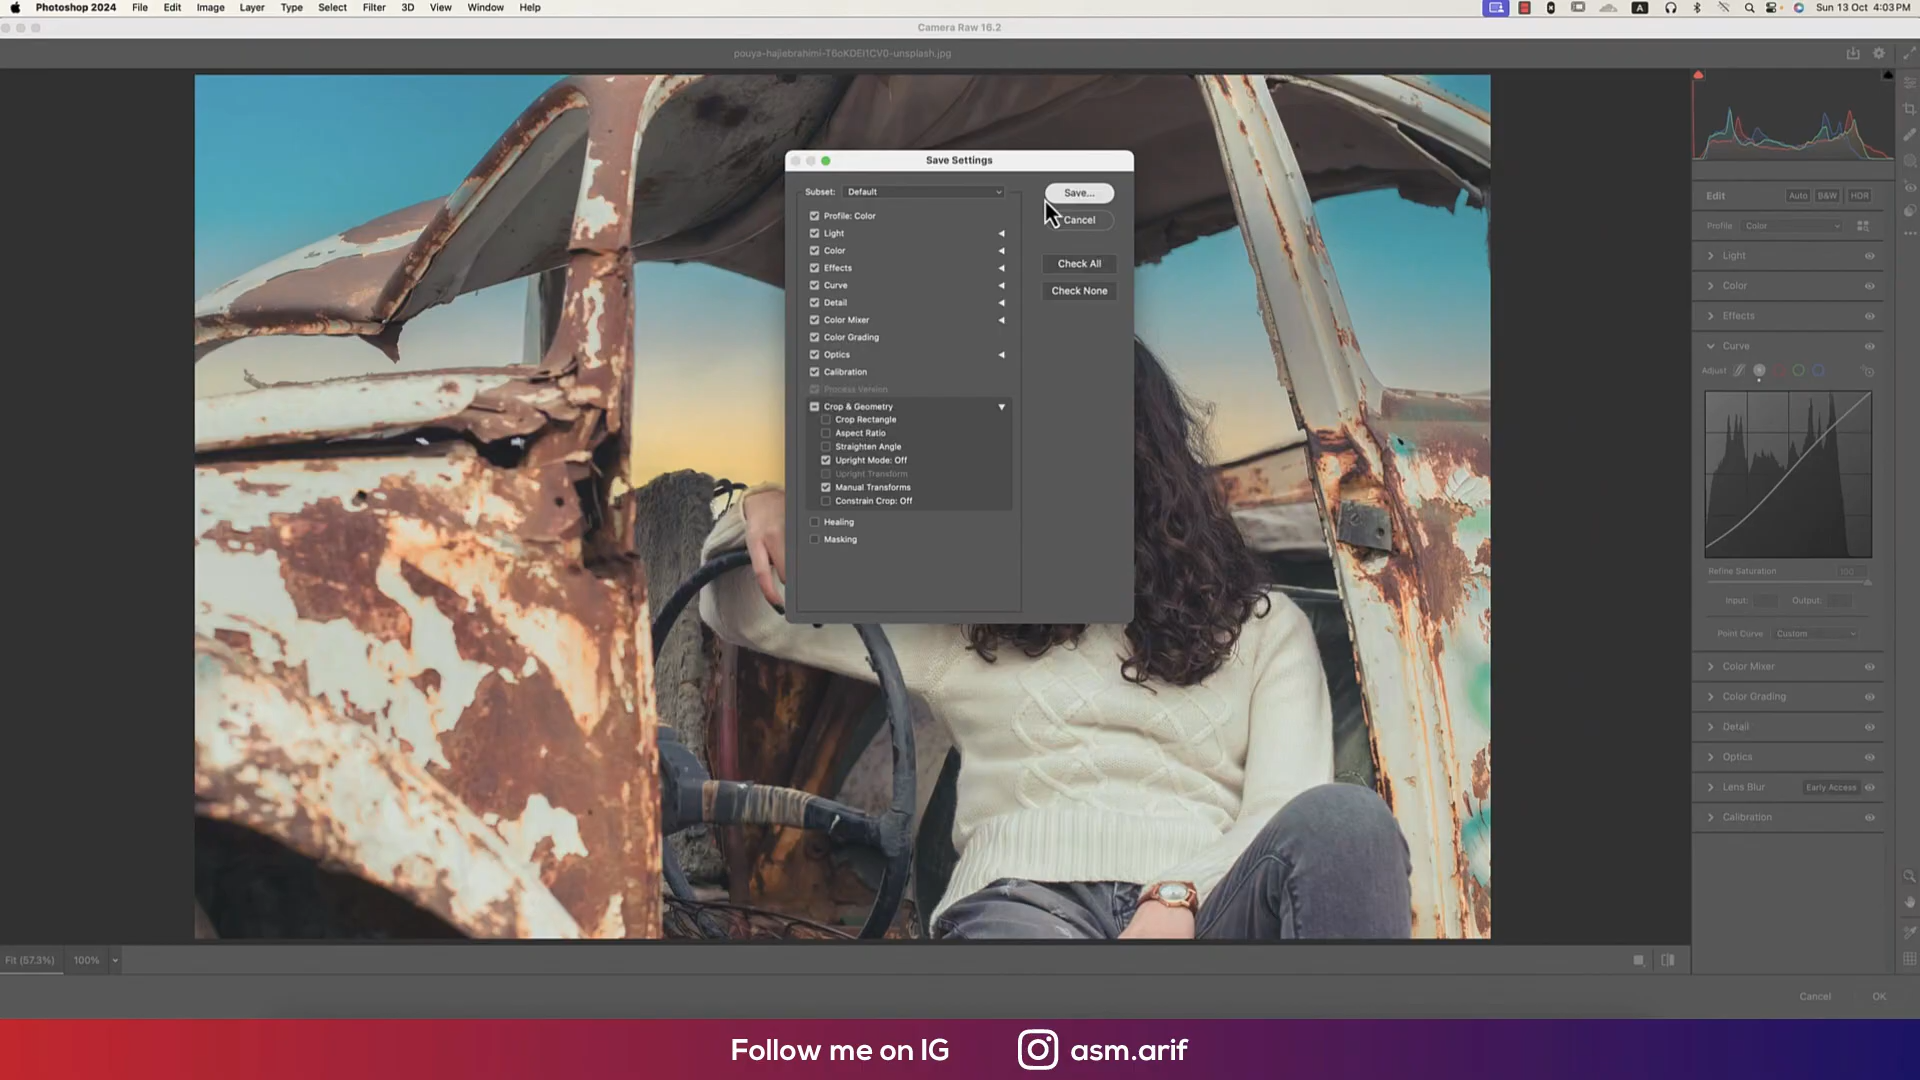 Photoshop 2024 File Edit Image Layer Type Select Filter 3D View Window Help
A Sun 13 Oct 4:03 PM
Camera Raw 16.2
pouya-hajiebrahimi-T6oKDEI1CV0-unsplash.jpg
Save Settings
Subset: Default
Save...
Cancel
Check All
Check None
Profile: Color
Light
Color
Effects
Curve
Detail
Color Mixer
Color Grading
Optics
Calibration
Process Version
Crop & Geometry
Crop Rectangle
Aspect Ratio
Straighten Angle
Upright Mode: Off
Upright Transform
Manual Transforms
Constrain Crop: Off
Healing
Masking
Edit Auto B&W HDR
Profile Color
Light
Color
Effects
Curve
Adjust
Refine Saturation 100
Input: Output:
Point Curve Custom
Color Mixer
Color Grading
Detail
Optics
Lens Blur Early Access
Calibration
Fit (57.3%) 100%
Cancel OK
Follow me on IG asm.arif